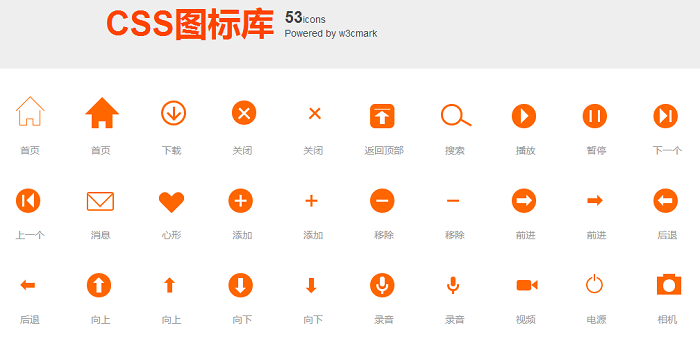 CSS图标库 53icons
Powered by w3cmark
首页 首页 下载 关闭 关闭 返回顶部 搜索 播放 暂停 下一个
上一个 消息 心形 添加 添加 移除 移除 前进 前进 后退
后退 向上 向上 向下 向下 录音 录音 视频 电源 相机